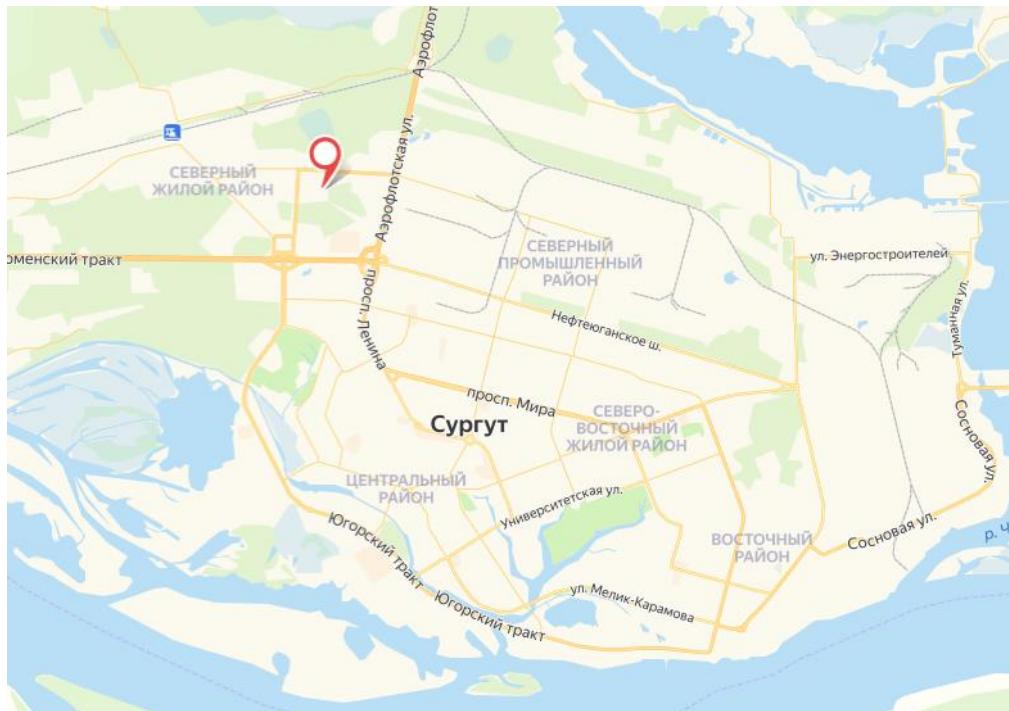 Аэрофлот
Аэрофлотская ул.
СЕВЕРНЫЙ
ЖИЛОЙ РАЙОН
юменский тракт
СЕВЕРНЫЙ
ПРОМЫШЛЕННЫЙ
РАЙОН
ул. Энергостроителей
Туманная ул.
просп. Ленина
Нефтеюганское ш.
просп. Мира
Сургут
СЕВЕРО-
ВОСТОЧНЫЙ
ЖИЛОЙ РАЙОН
Сосновая ул.
ЦЕНТРАЛЬНЫЙ
РАЙОН
Университетская ул.
Югорский тракт
ВОСТОЧНЫЙ
РАЙОН
Сосновая ул.
р. Ч
ул. Мелик-Карамова
Югорский тракт